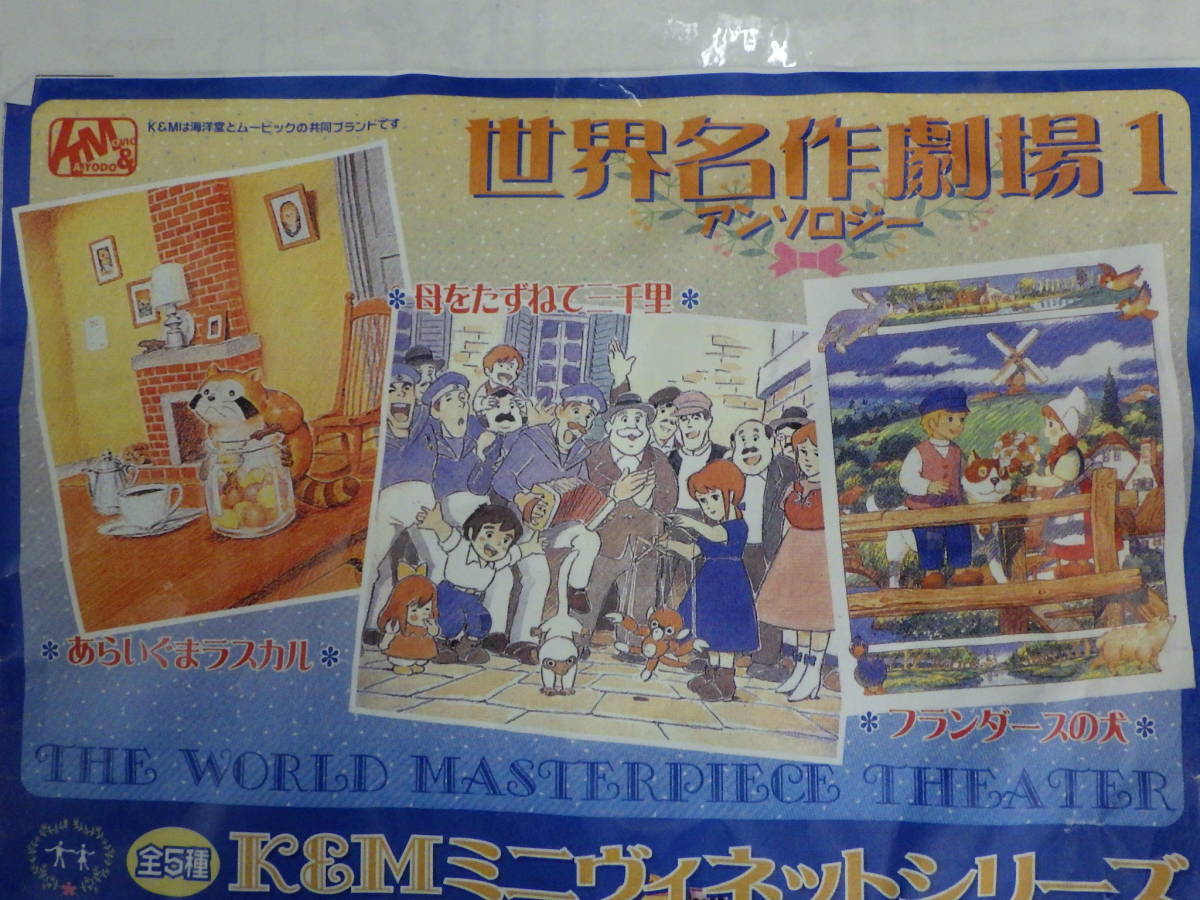 K&M
KAIYODO
MOVIC
K&Mは海洋堂とムービックの共同ブランドです
世界名作劇場1
アンソロジー
*母をたずねて三千里*
*あらいぐまラスカル*
*フランダースの犬*
THE WORLD MASTERPIECE THEATER
全5種
K&Mミニヴィネットシリーズ